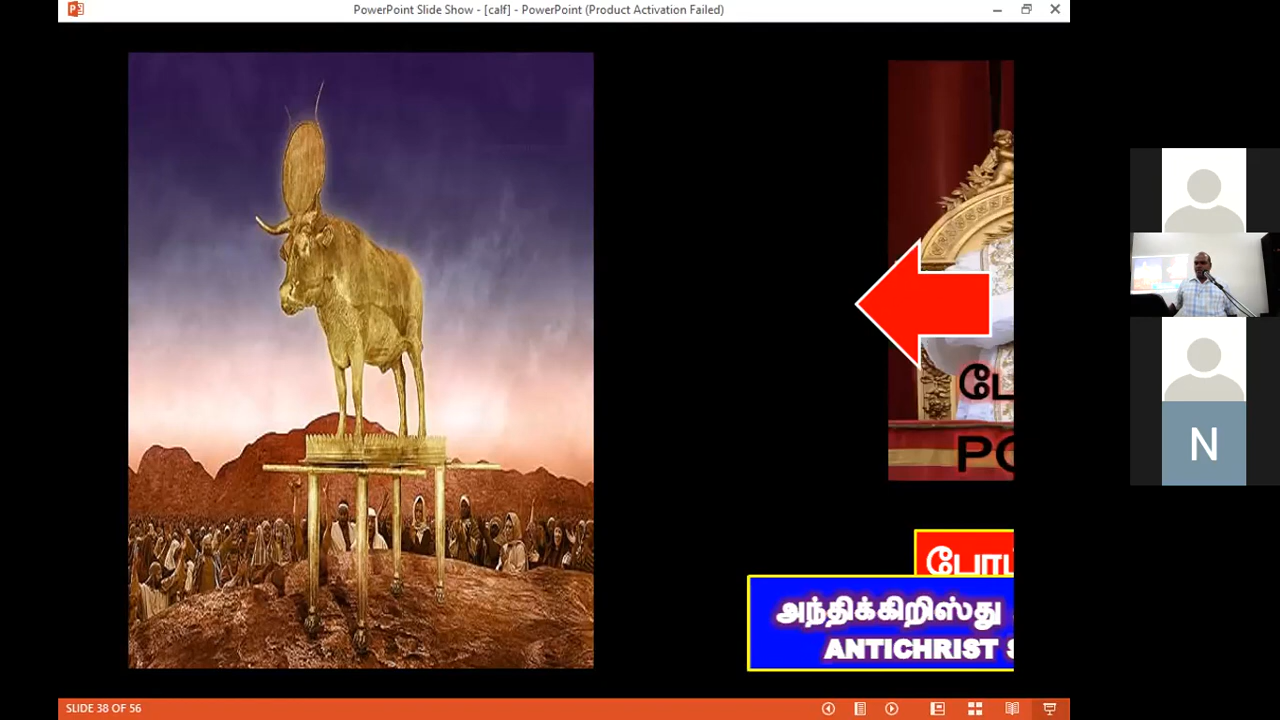 PowerPoint Slide Show - [calf] - PowerPoint (Product Activation Failed)
அந்திக்கிறிஸ்து
ANTICHRIST
SLIDE 38 OF 56
N